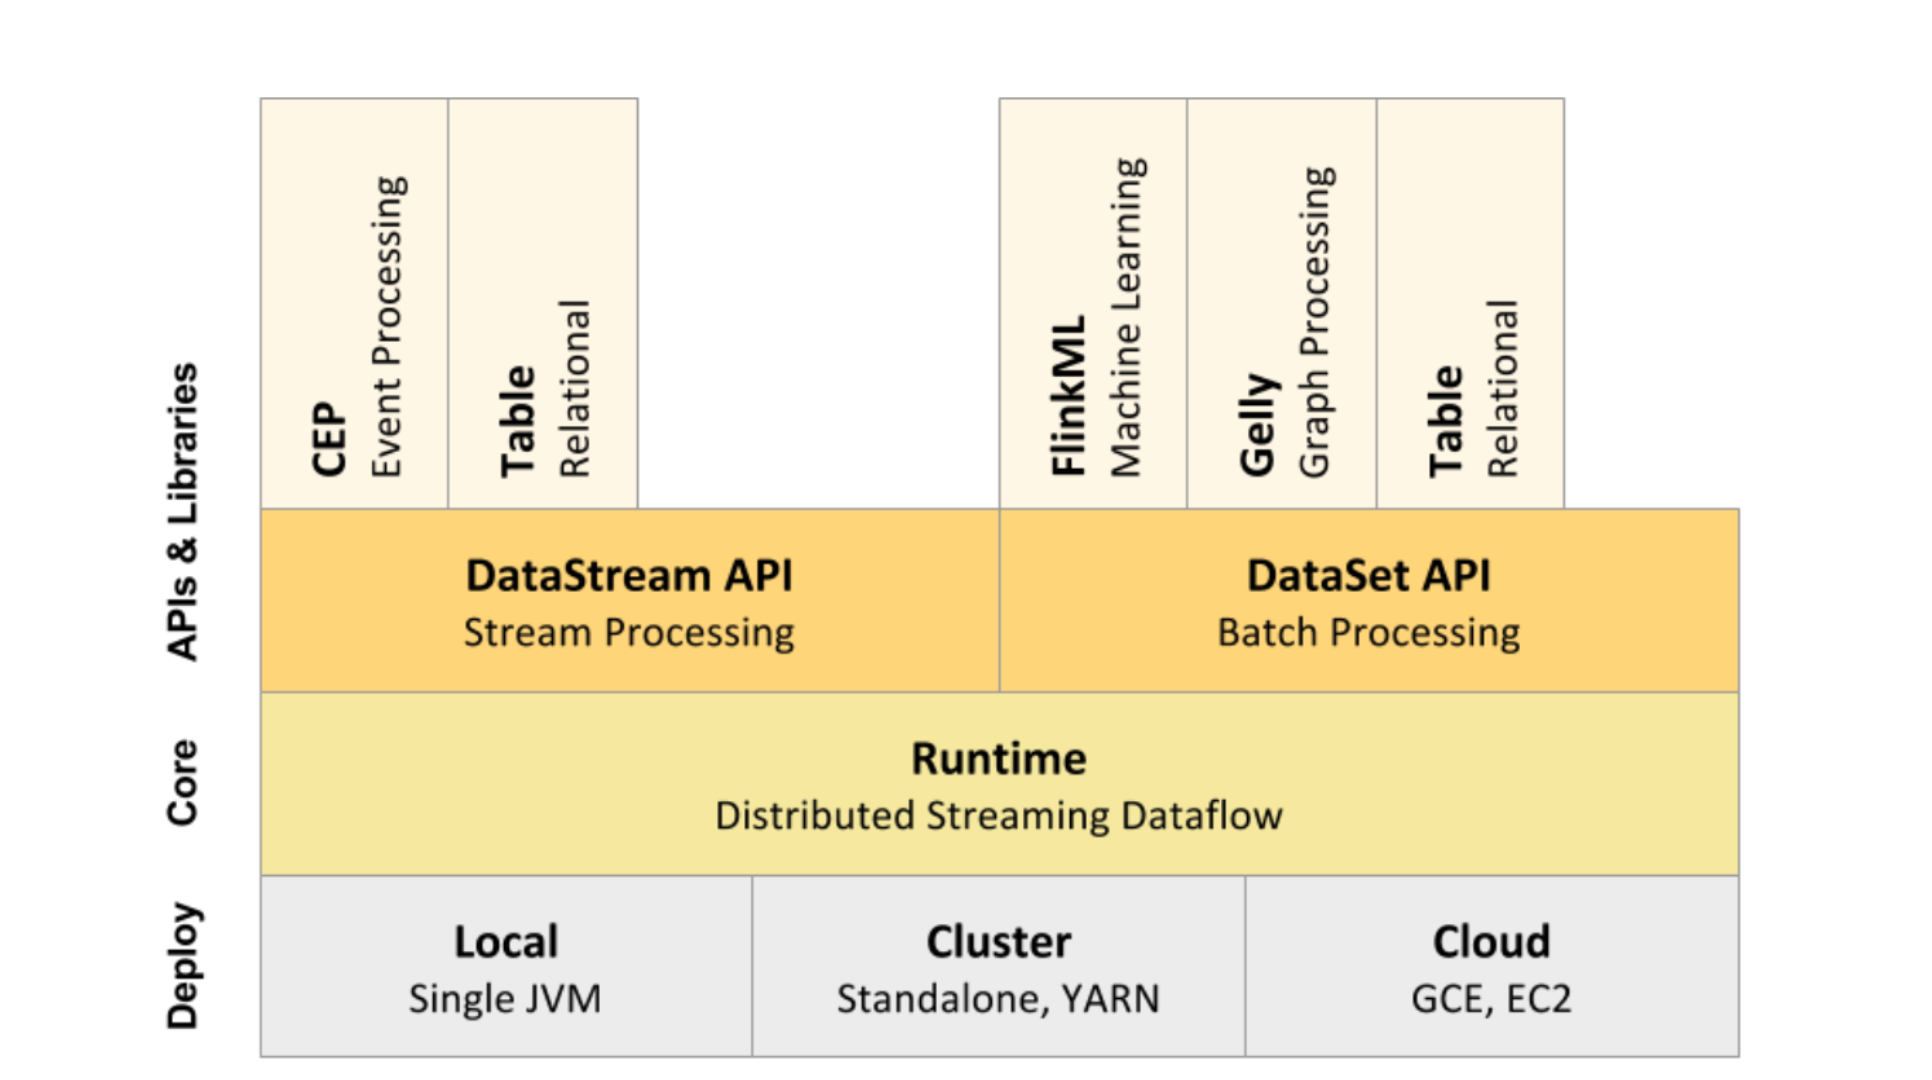 CEP
Event Processing
Table
Relational
FlinkML
Machine Learning
Gelly
Graph Processing
Table
Relational
APIs & Libraries
DataStream API
Stream Processing
DataSet API
Batch Processing
Core
Runtime
Distributed Streaming Dataflow
Deploy
Local
Single JVM
Cluster
Standalone, YARN
Cloud
GCE, EC2